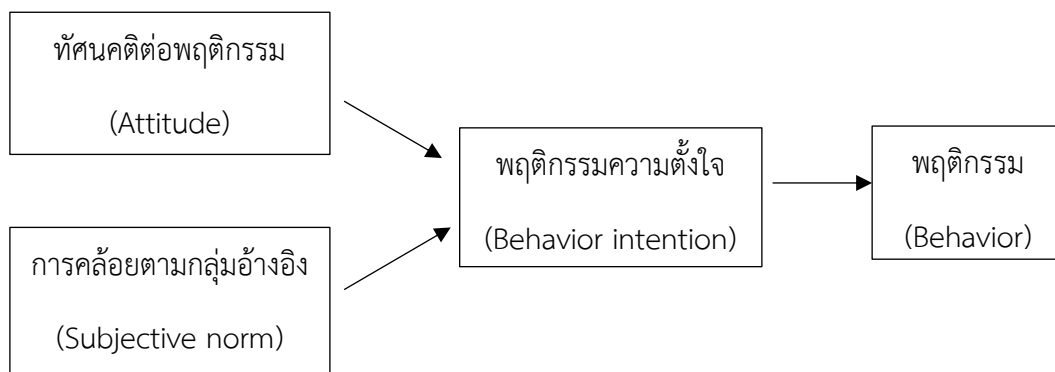 ทัศนคติต่อพฤติกรรม
(Attitude)
การคล้อยตามกลุ่มอ้างอิง
(Subjective norm)
พฤติกรรมความตั้งใจ
(Behavior intention)
พฤติกรรม
(Behavior)